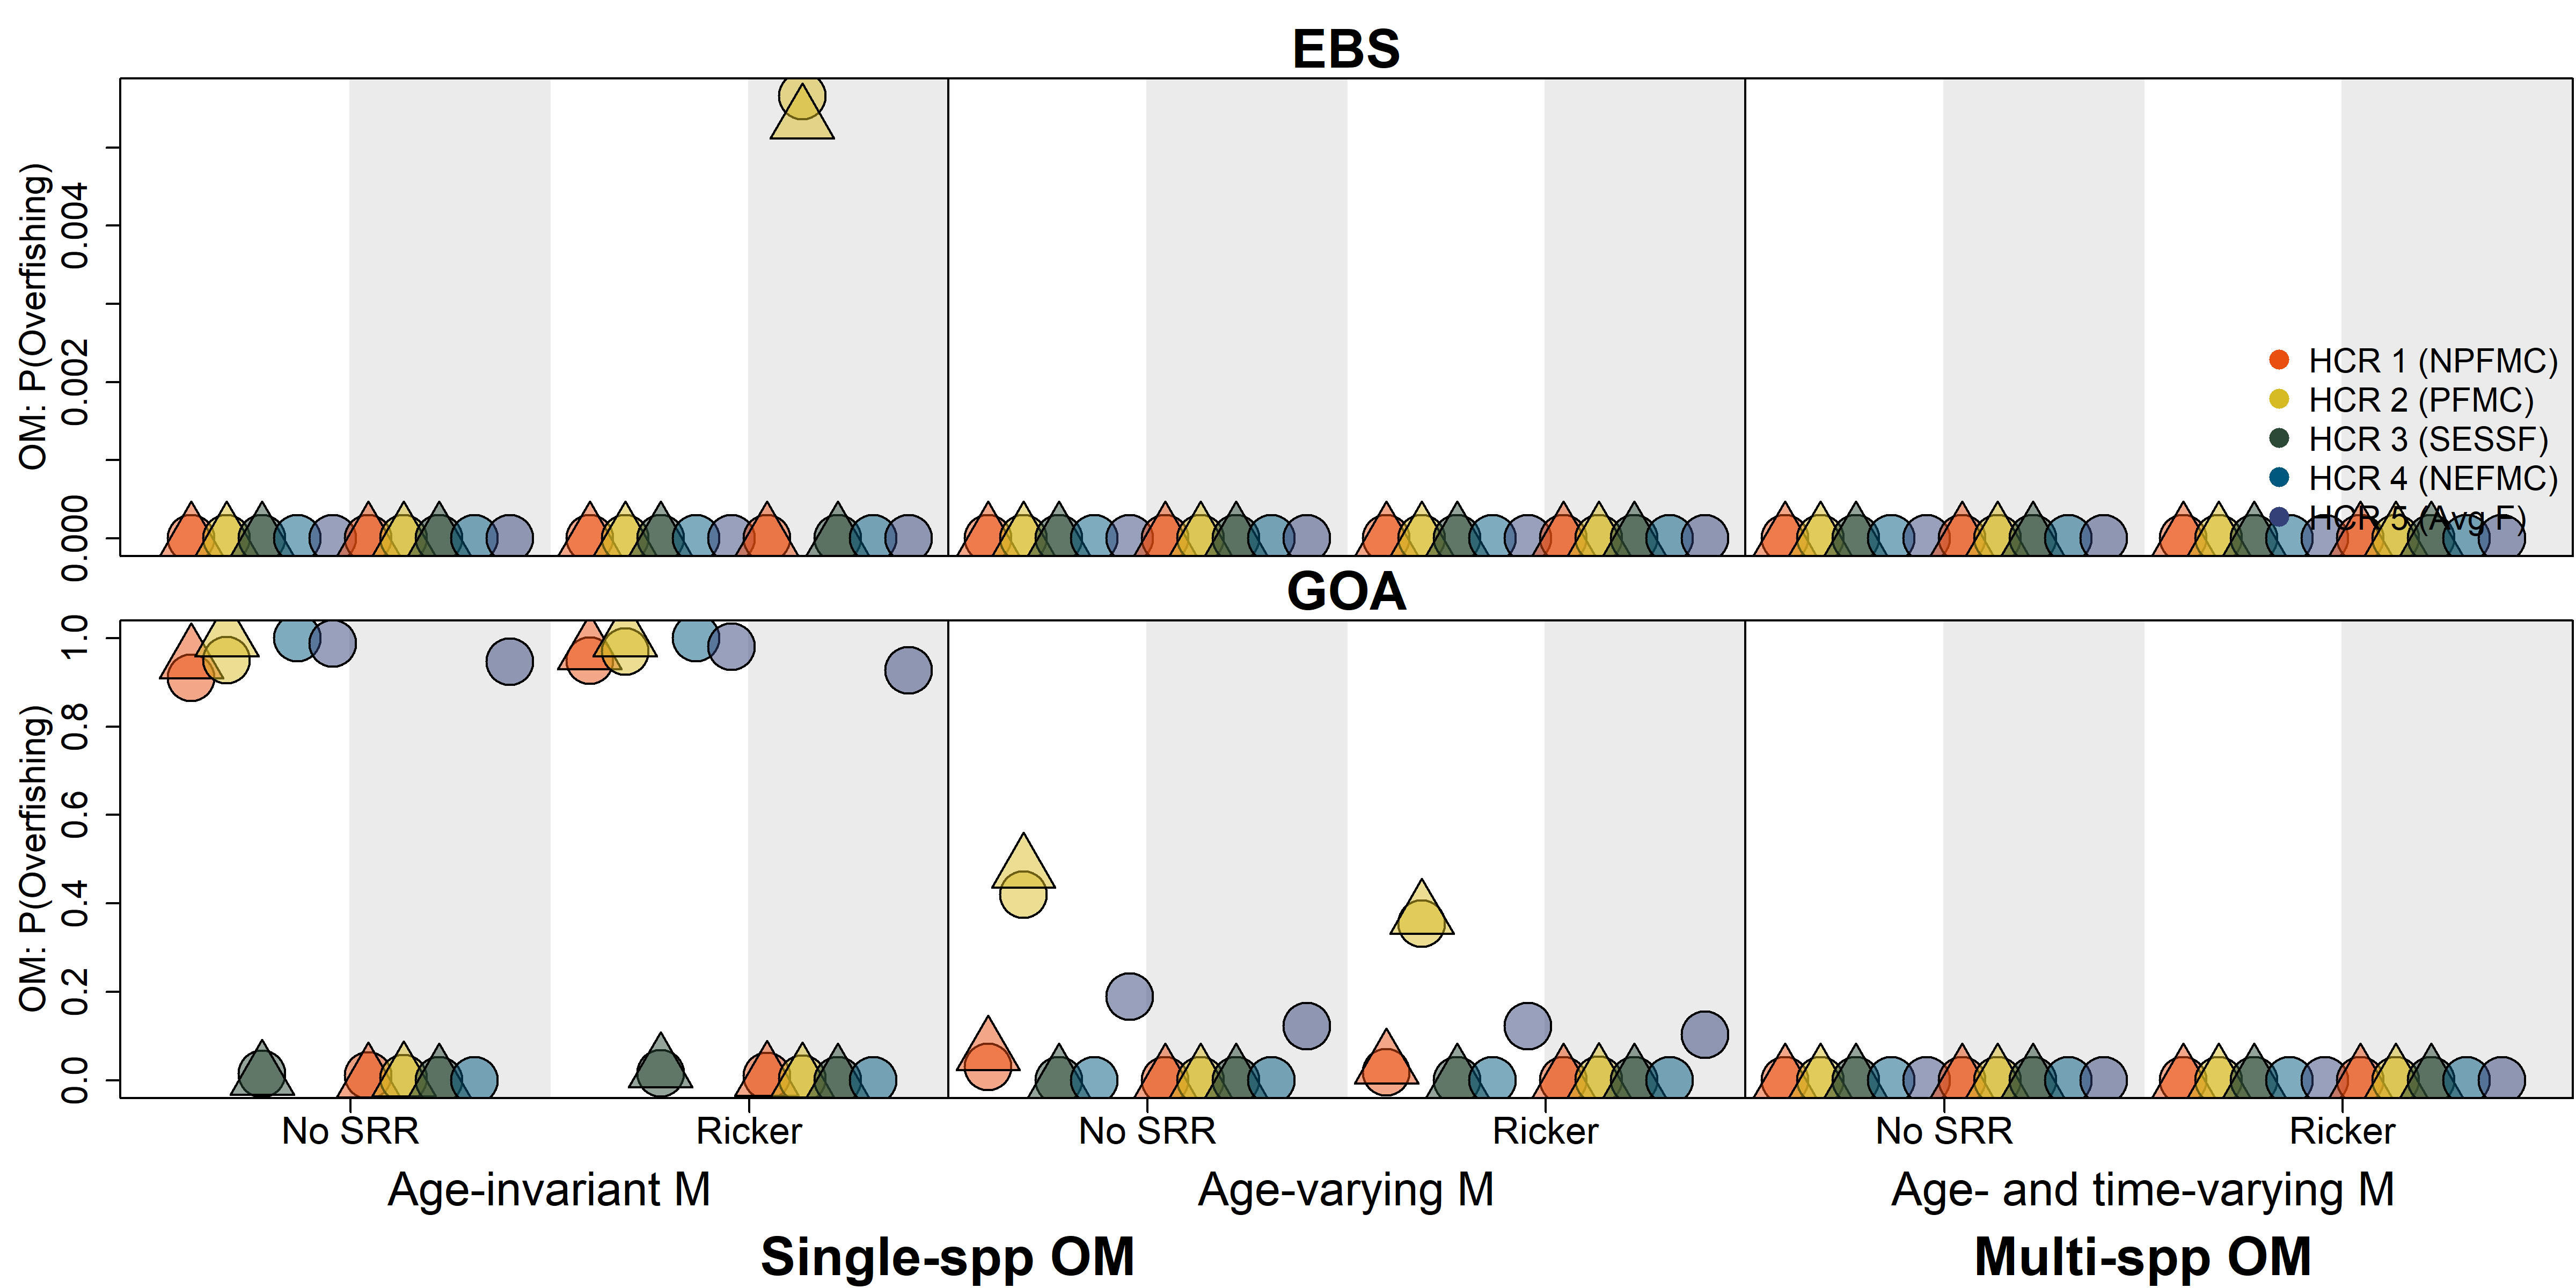 EBS
OM: P(Overfishing)
0.004
0.002
0.000
HCR 1 (NPFMC)
HCR 2 (PFMC)
HCR 3 (SESSF)
HCR 4 (NEFMC)
HCR 5 (Avg F)
GOA
OM: P(Overfishing)
1.0
0.8
0.6
0.4
0.2
0.0
No SRR Ricker No SRR Ricker No SRR Ricker
Age-invariant M Age-varying M Age- and time-varying M
Single-spp OM Multi-spp OM